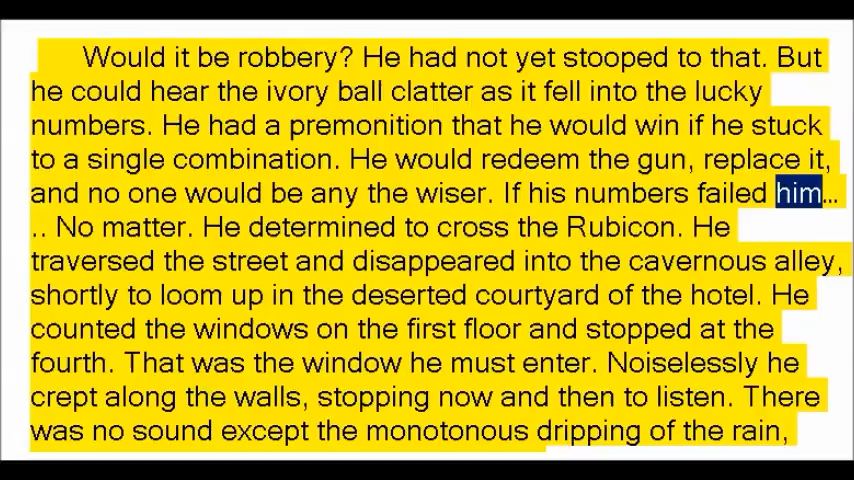 Would it be robbery? He had not yet stooped to that. But
he could hear the ivory ball clatter as it fell into the lucky
numbers. He had a premonition that he would win if he stuck
to a single combination. He would redeem the gun, replace it,
and no one would be any the wiser. If his numbers failed him...
.. No matter. He determined to cross the Rubicon. He
traversed the street and disappeared into the cavernous alley,
shortly to loom up in the deserted courtyard of the hotel. He
counted the windows on the first floor and stopped at the
fourth. That was the window he must enter. Noiselessly he
crept along the walls, stopping now and then to listen. There
was no sound except the monotonous dripping of the rain,